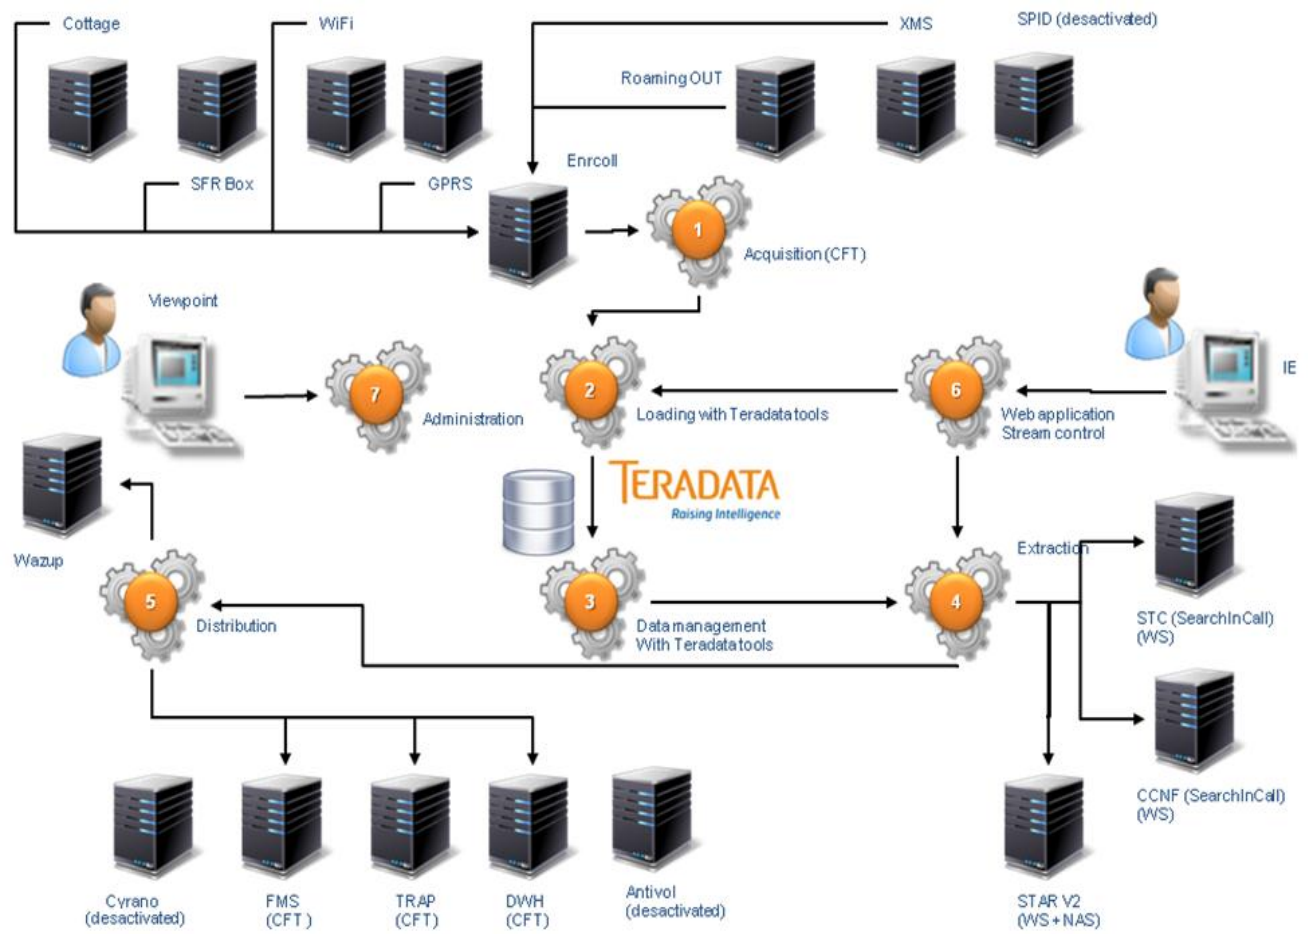 Cottage
WiFi
XMS
SPID (desactivated)
Roaming OUT
Enrcoll
SFR Box
GPRS
1
Acquisition (CFT)
Viewpoint
IE
7
Administration
2
Loading with Teradata tools
6
Web application
Stream control
TERADATA
Raising Intelligence
Wazup
5
Distribution
3
Data management
With Teradata tools
4
Extraction
STC (SearchInCall)
(WS)
CCNF (SearchInCall)
(WS)
Cyrano
(desactivated)
FMS
(CFT )
TRAP
(CFT)
DWH
(CFT)
Antivol
(desactivated)
STAR V2
(WS + NAS)